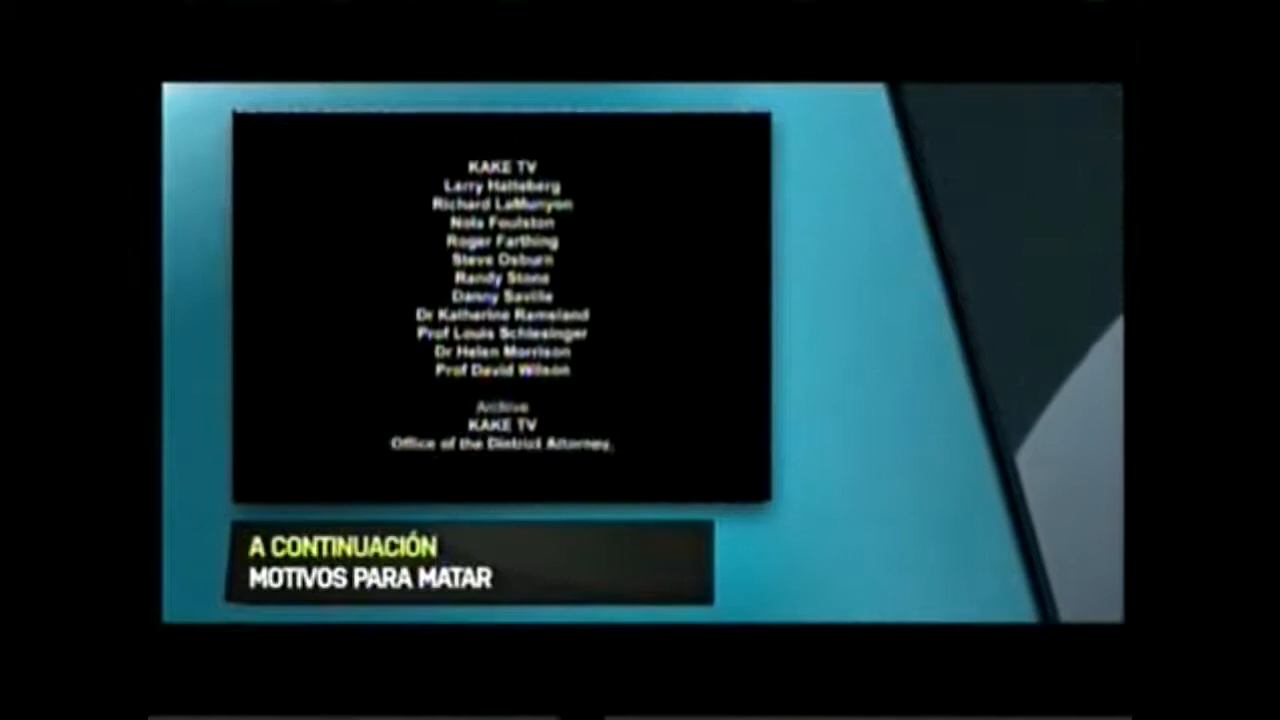 KAKE TV
Larry Hatteberg
Richard LaMunyon
Nola Foulston
Roger Farthing
Steve Osburn
Randy Stone
Danny Saville
Dr Katherine Ramsland
Prof Louis Schlesinger
Dr Helen Morrison
Prof David Wilson
Archive
KAKE TV
Office of the District Attorney,
A CONTINUACIÓN
MOTIVOS PARA MATAR